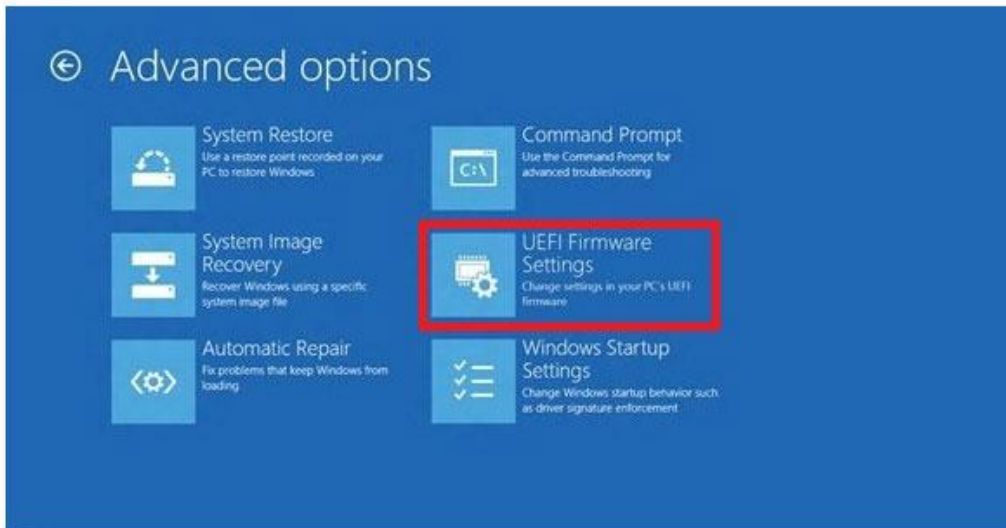 Advanced options
System Restore
Use a restore point recorded on your
PC to restore Windows
Command Prompt
Use the Command Prompt for
advanced troubleshooting
C:\
System Image
Recovery
Recover Windows using a specific
system image file
UEFI Firmware
Settings
Change settings in your PC's UEFI
firmware
Automatic Repair
Fix problems that keep Windows from
loading
Windows Startup
Settings
Change Windows startup behavior such
as driver signature enforcement